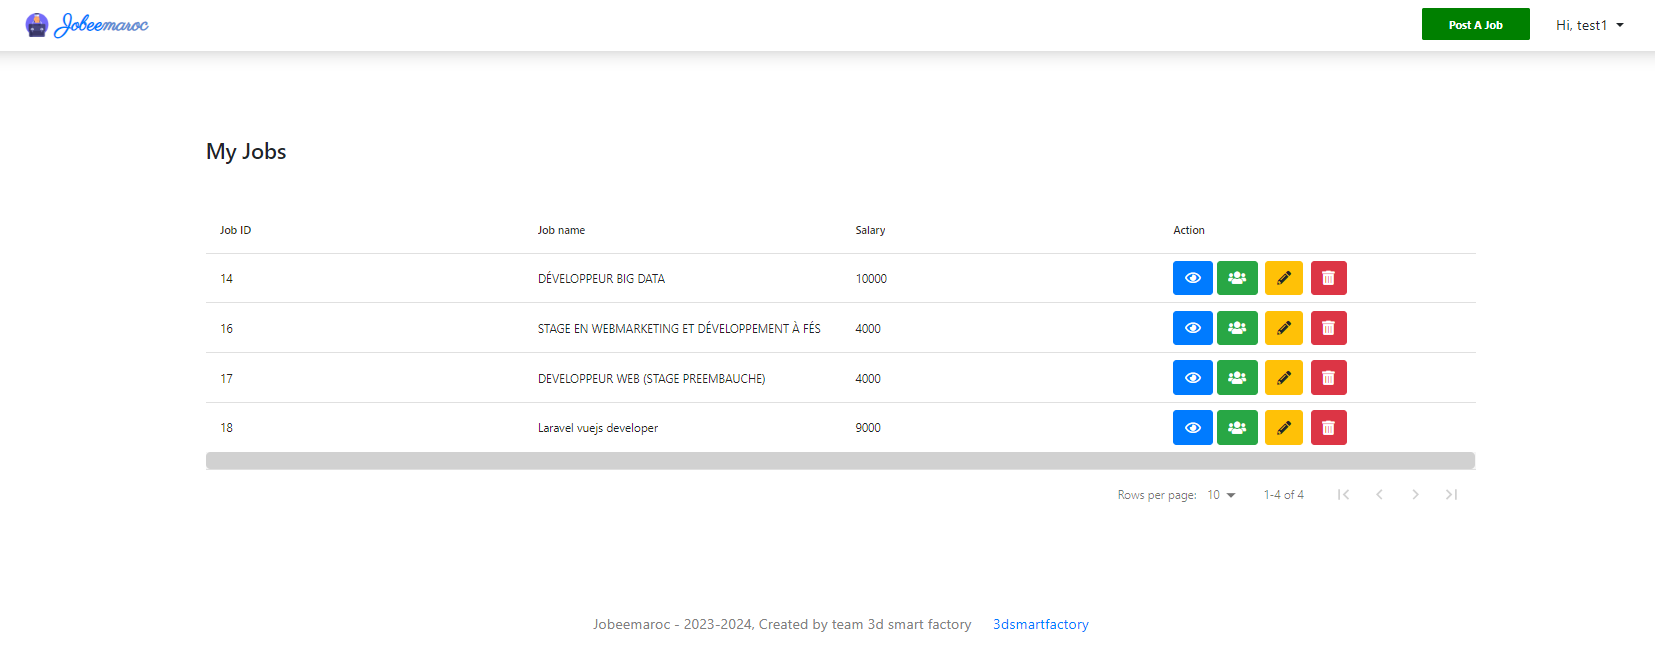 Jobeemaroc
Post A Job
Hi, test1
My Jobs
Job ID Job name Salary Action
14 DÉVELOPPEUR BIG DATA 10000
16 STAGE EN WEBMARKETING ET DÉVELOPPEMENT À FÉS 4000
17 DEVELOPPEUR WEB (STAGE PREEMBAUCHE) 4000
18 Laravel vuejs developer 9000
Rows per page: 10 1-4 of 4
Jobeemaroc - 2023-2024, Created by team 3d smart factory 3dsmartfactory